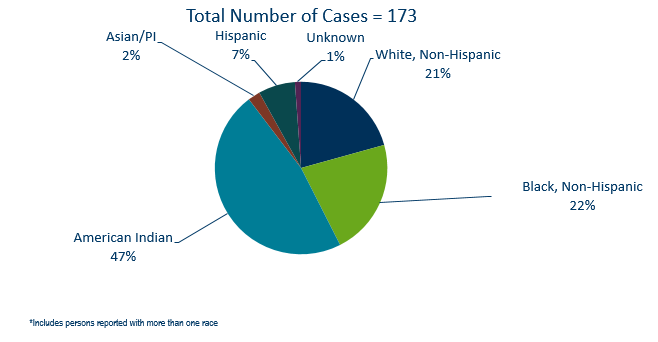 Total Number of Cases = 173
Asian/PI
2%
Hispanic
7%
Unknown
1%
White, Non-Hispanic
21%
Black, Non-Hispanic
22%
American Indian
47%
*Includes persons reported with more than one race